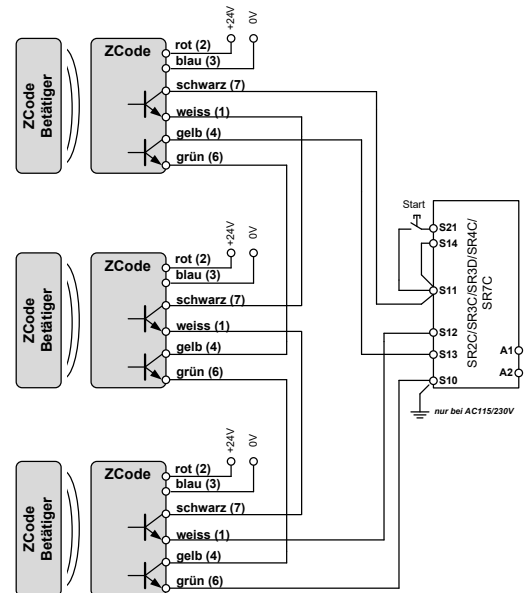 ZCode
Betätiger
ZCode
+24V
0V
rot (2)
blau (3)
schwarz (7)
weiss (1)
gelb (4)
grün (6)
ZCode
Betätiger
ZCode
+24V
0V
rot (2)
blau (3)
schwarz (7)
weiss (1)
gelb (4)
grün (6)
ZCode
Betätiger
ZCode
+24V
0V
rot (2)
blau (3)
schwarz (7)
weiss (1)
gelb (4)
grün (6)
Start
S21
S14
S11
S12
S13
S10
SR2C/SR3C/SR3D/SR4C/
SR7C
A1
A2
nur bei AC115/230V